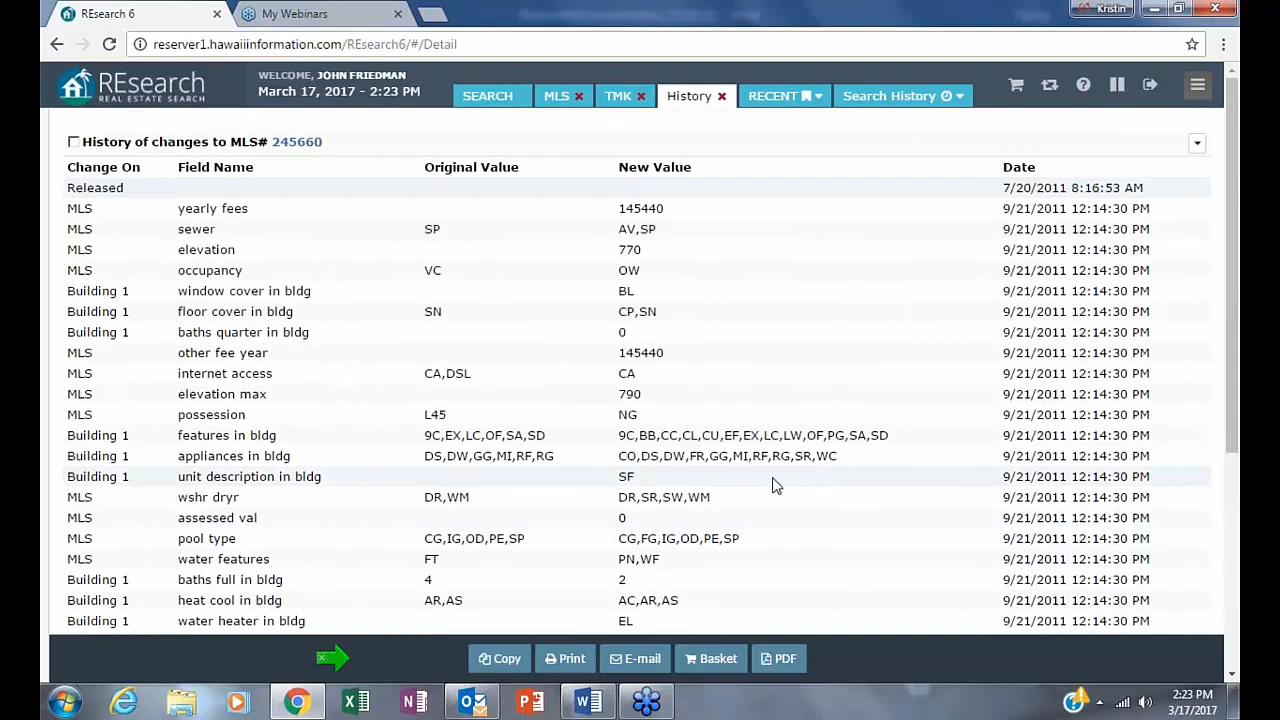 REsearch 6
My Webinars
Kristin
reserver1.hawaiiinformation.com/REsearch6/#/Detail
REsearch
REAL ESTATE SEARCH
WELCOME, JOHN FRIEDMAN
March 17, 2017 - 2:23 PM
SEARCH MLS TMK History RECENT Search History
History of changes to MLS# 245660
Change On Field Name Original Value New Value Date
Released 7/20/2011 8:16:53 AM
MLS yearly fees 145440 9/21/2011 12:14:30 PM
MLS sewer SP AV,SP 9/21/2011 12:14:30 PM
MLS elevation 770 9/21/2011 12:14:30 PM
MLS occupancy VC OW 9/21/2011 12:14:30 PM
Building 1 window cover in bldg BL 9/21/2011 12:14:30 PM
Building 1 floor cover in bldg SN CP,SN 9/21/2011 12:14:30 PM
Building 1 baths quarter in bldg 0 9/21/2011 12:14:30 PM
MLS other fee year 145440 9/21/2011 12:14:30 PM
MLS internet access CA,DSL CA 9/21/2011 12:14:30 PM
MLS elevation max 790 9/21/2011 12:14:30 PM
MLS possession L45 NG 9/21/2011 12:14:30 PM
Building 1 features in bldg 9C,EX,LC,OF,SA,SD 9C,BB,CC,CL,CU,EF,EX,LC,LW,OF,PG,SA,SD 9/21/2011 12:14:30 PM
Building 1 appliances in bldg DS,DW,GG,MI,RF,RG CO,DS,DW,FR,GG,MI,RF,RG,SR,WC 9/21/2011 12:14:30 PM
Building 1 unit description in bldg SF 9/21/2011 12:14:30 PM
MLS wshr dryr DR,WM DR,SR,SW,WM 9/21/2011 12:14:30 PM
MLS assessed val 0 9/21/2011 12:14:30 PM
MLS pool type CG,IG,OD,PE,SP CG,FG,IG,OD,PE,SP 9/21/2011 12:14:30 PM
MLS water features FT PN,WF 9/21/2011 12:14:30 PM
Building 1 baths full in bldg 4 2 9/21/2011 12:14:30 PM
Building 1 heat cool in bldg AR,AS AC,AR,AS 9/21/2011 12:14:30 PM
Building 1 water heater in bldg EL 9/21/2011 12:14:30 PM
Copy Print E-mail Basket PDF
2:23 PM
3/17/2017